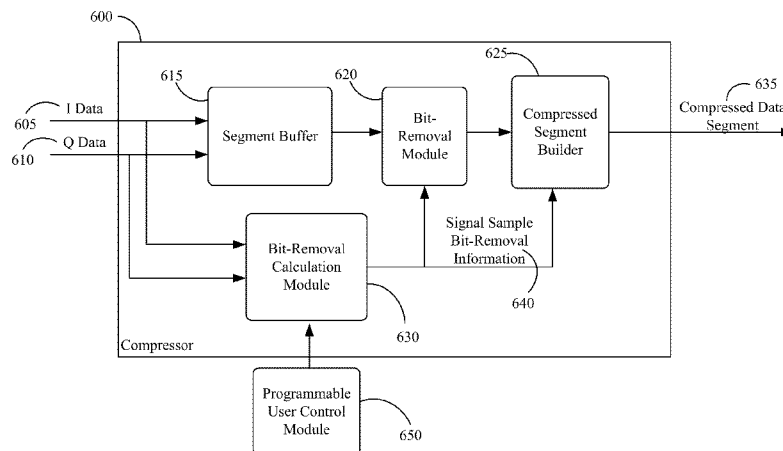 600
625
615
620
635
I Data
Bit-
Removal
Module
Compressed
Segment
Builder
Compressed Data
Segment
605
Segment Buffer
Q Data
610
Signal Sample
Bit-Removal
Information
Bit-Removal
Calculation
Module
640
630
Compressor
Programmable
User Control
Module
650